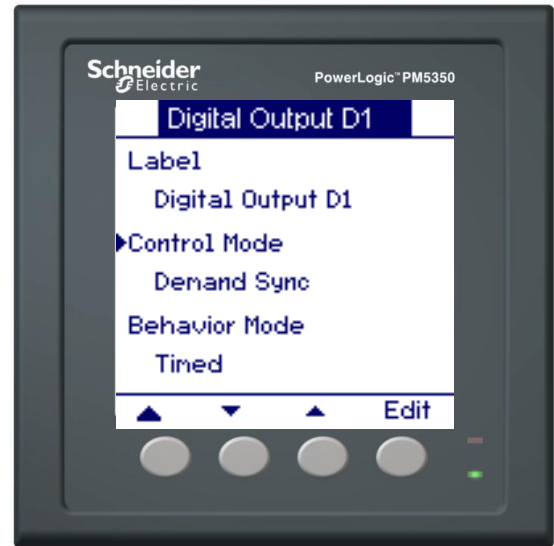 Schneider
Electric
PowerLogic™ PM5350
Digital Output D1
Label
Digital Output D1
Control Mode
Demand Sync
Behavior Mode
Timed
Edit